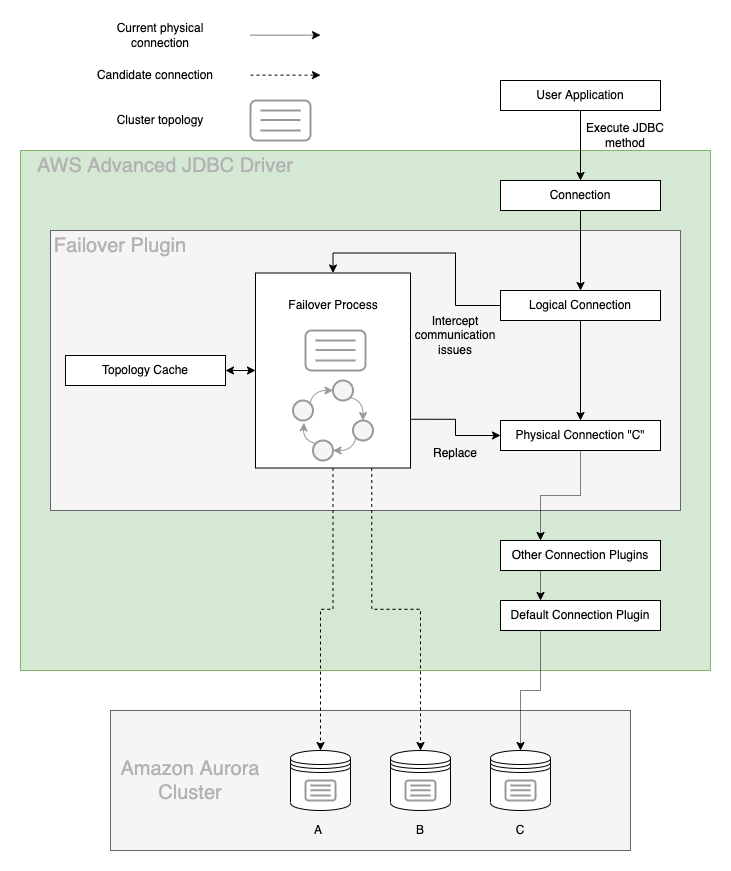 Current physical
connection
Candidate connection
Cluster topology
User Application
Execute JDBC
method
AWS Advanced JDBC Driver
Connection
Failover Plugin
Failover Process
Logical Connection
Intercept
communication
issues
Topology Cache
Physical Connection "C"
Replace
Other Connection Plugins
Default Connection Plugin
Amazon Aurora
Cluster
A
B
C